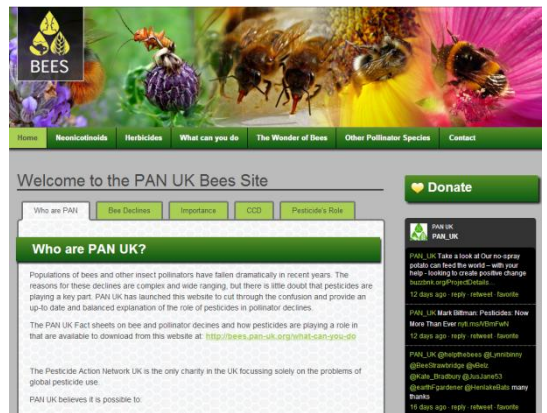 BEES
Home Neonicotinoids Herbicides What can you do The Wonder of Bees Other Pollinator Species Contact
Welcome to the PAN UK Bees Site
Who are PAN Bee Declines Importance CCD Pesticide's Role
Who are PAN UK?
Populations of bees and other insect pollinators have fallen dramatically in recent years. The
reasons for these declines are complex and wide ranging, but there is little doubt that pesticides are
playing a key part. PAN UK has launched this website to cut through the confusion and provide an
up-to date and balanced explanation of the role of pesticides in pollinator declines.
The PAN UK Fact sheets on bee and pollinator declines and how pesticides are playing a role in
that are available to download from this website at: http://bees.pan-uk.org/what-can-you-do
The Pesticide Action Network UK is the only charity in the UK focussing solely on the problems of
global pesticide use.
PAN UK believes it is possible to:
Donate
PAN UK
PAN_UK
PAN_UK Take a look at Our no-spray
potato can feed the world – with your
help - looking to create positive change
buzzbnk.org/ProjectDetails...
12 days ago · reply · retweet · favorite
PAN_UK Mark Bittman: Pesticides: Now
More Than Ever nyti.ms/VBmFwN
12 days ago · reply · retweet · favorite
PAN_UK @helpthebees @Lynnibinny
@BeeStrawbridge @vBelz
@Kate_Bradbury @JusJane53
@earthFgardener @HenlakeBats many
thanks
16 days ago · reply · retweet · favorite